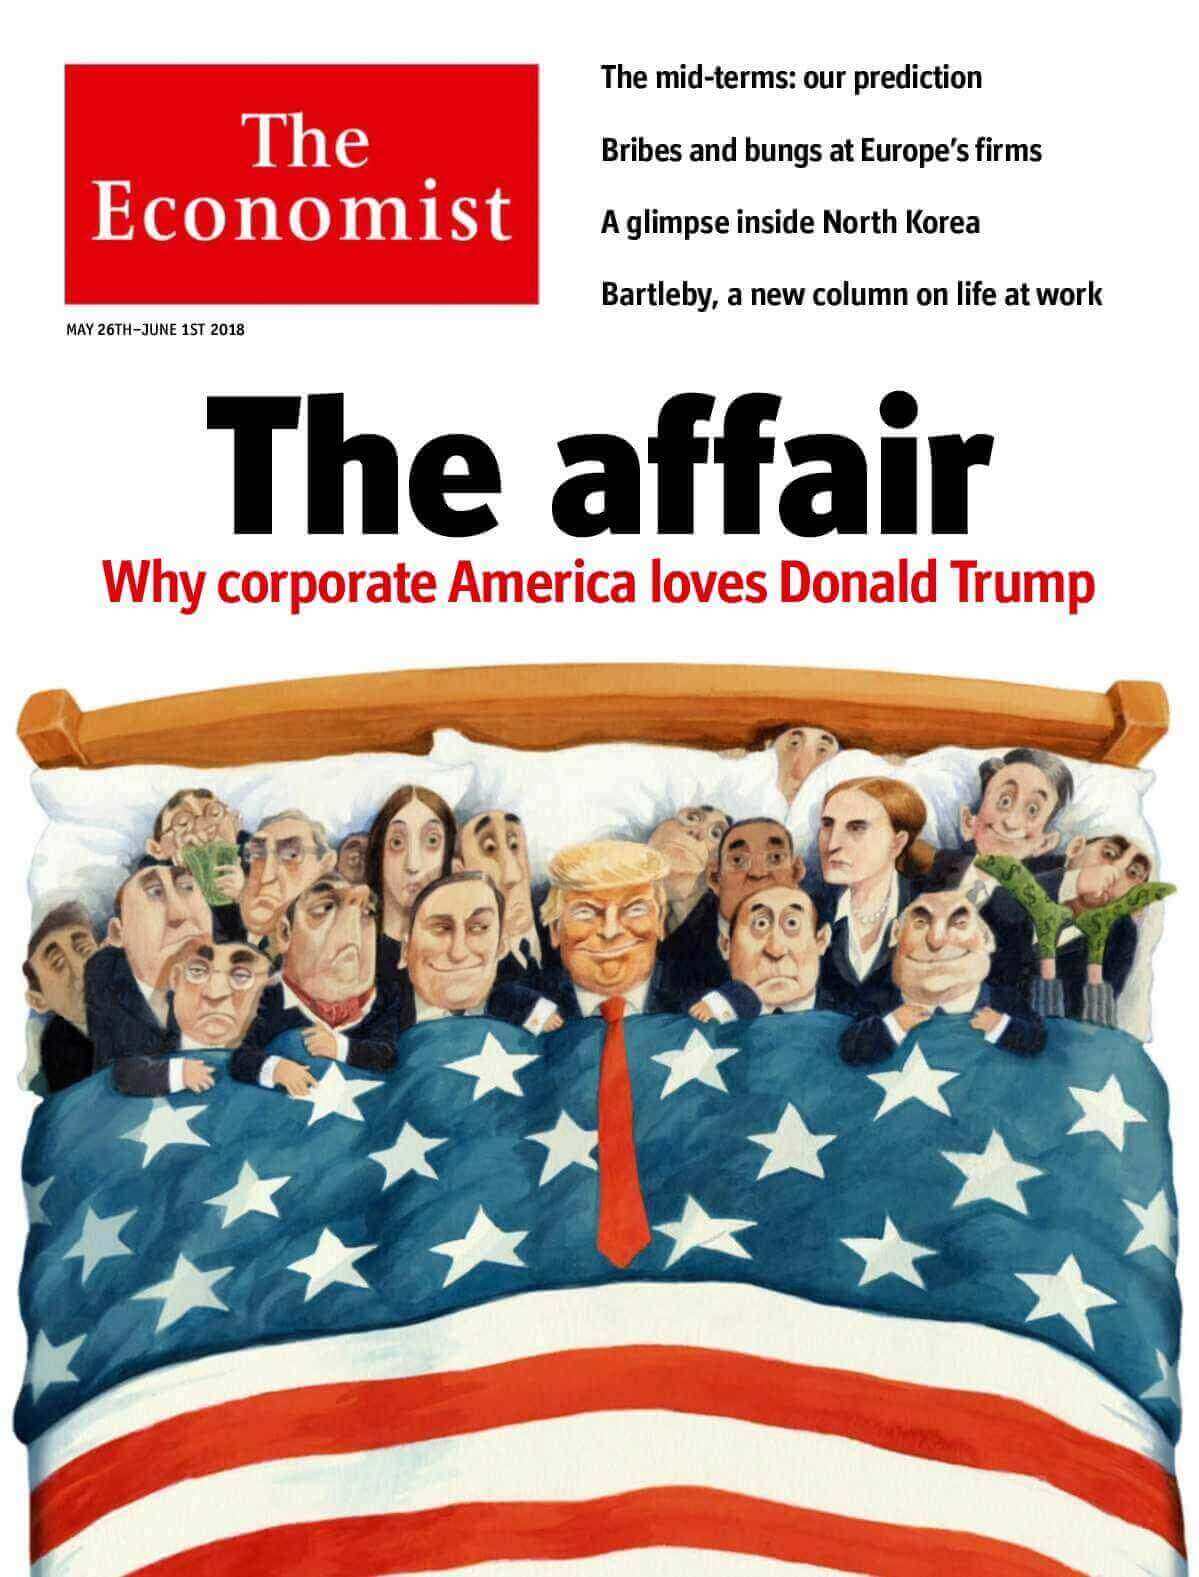 The
Economist
MAY 26TH–JUNE 1ST 2018
The mid-terms: our prediction
Bribes and bungs at Europe's firms
A glimpse inside North Korea
Bartleby, a new column on life at work
The affair
Why corporate America loves Donald Trump